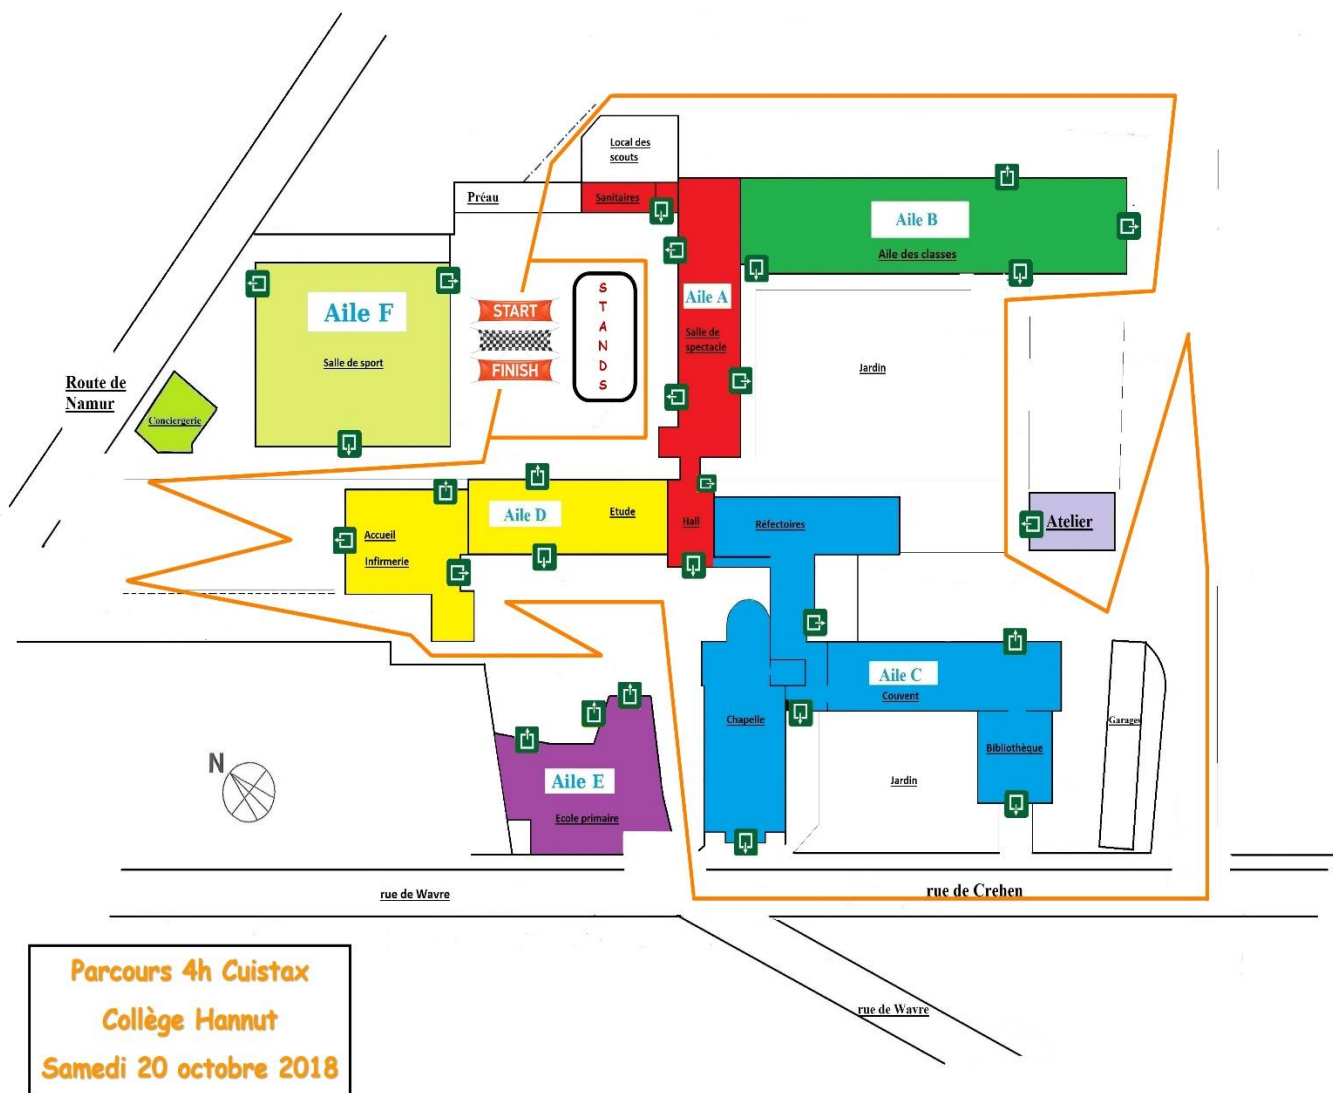 Local des
scouts
Préau
Sanitaires
Aile B
Aile des classes
Aile F
Salle de sport
START
FINISH
STANDS
Aile A
Salle de
spectacle
Jardin
Route de
Namur
Conciergerie
Aile D
Etude
Accueil
Infirmerie
Hall
Réfectoires
Atelier
Aile C
Couvent
Chapelle
Bibliothèque
Garages
Jardin
N
Aile E
Ecole primaire
rue de Wavre
rue de Crehen
rue de Wavre
Parcours 4h Cuistax
Collège Hannut
Samedi 20 octobre 2018